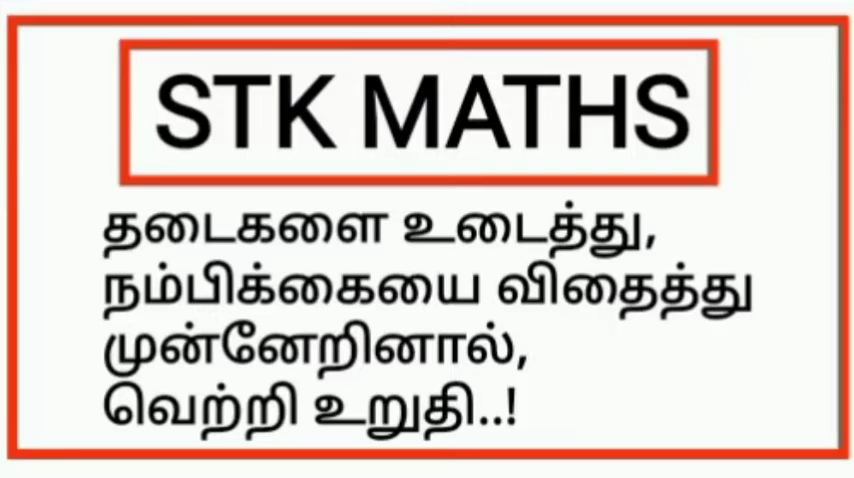 STK MATHS
தடைகளை உடைத்து,
நம்பிக்கையை விதைத்து
முன்னேறினால்,
வெற்றி உறுதி..!